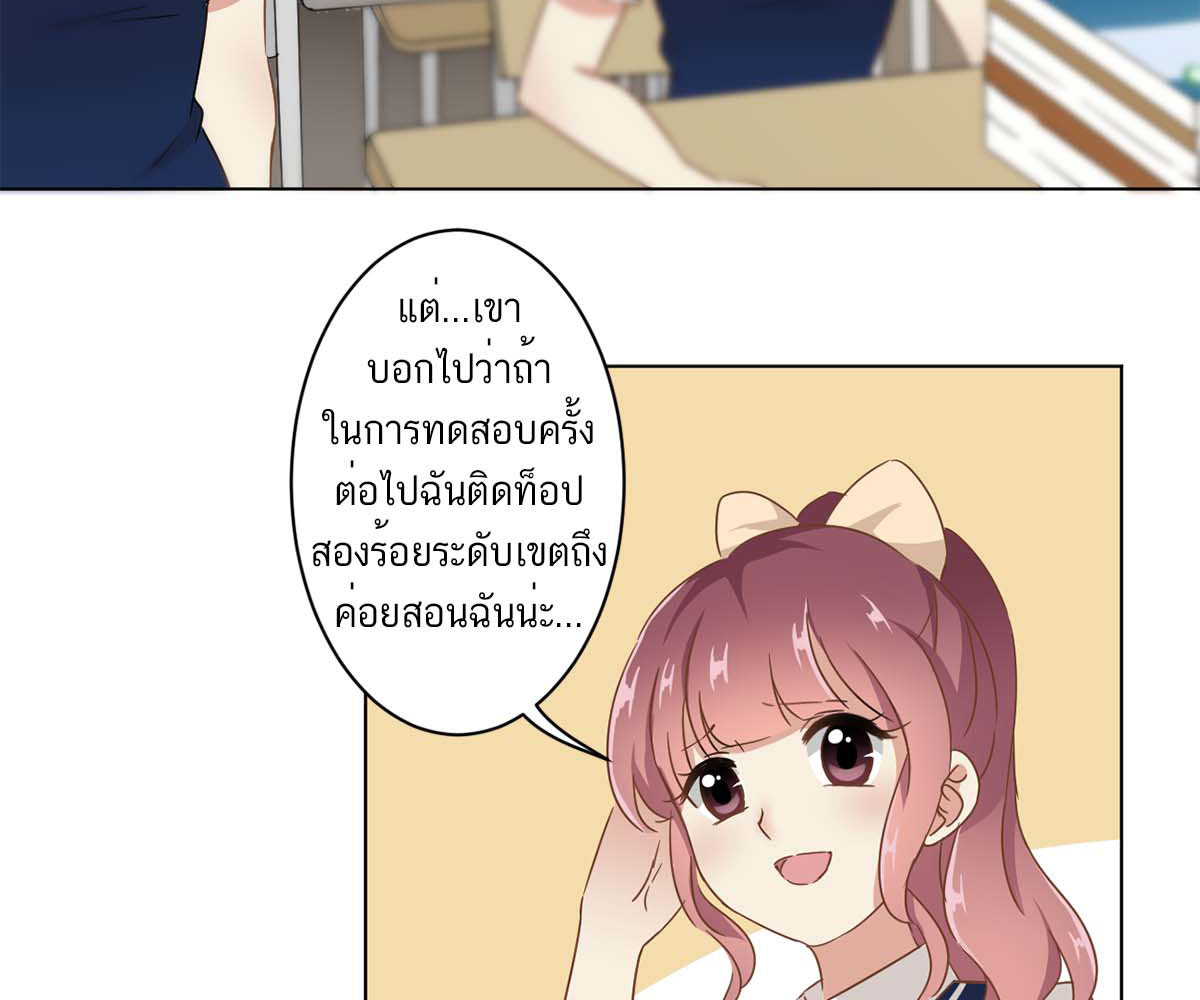 แต่...เขา
บอกไปว่าถ้า
ในการทดสอบครั้ง
ต่อไปฉันติดท็อป
สองร้อยระดับเขตถึง
ค่อยสอนฉันน่ะ...